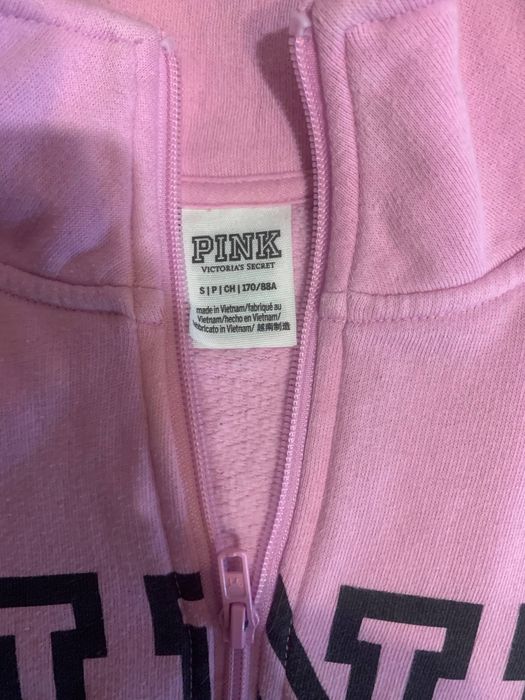 PINK
VICTORIA'S SECRET
S|P|CH|170/88A
made in Vietnam/fabriqué au
Vietnam/hecho en Vietnam/
fabbricato in Vietnam/ 越南制造